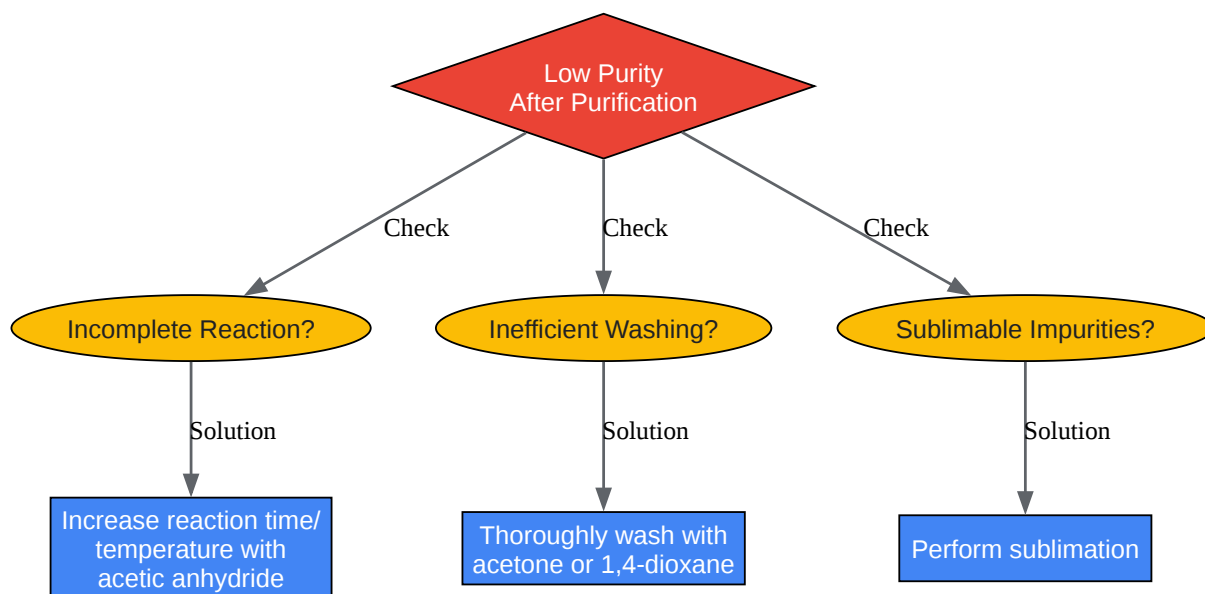 Low Purity
After Purification
Check
Check
Check
Incomplete Reaction?
Inefficient Washing?
Sublimable Impurities?
Solution
Solution
Solution
Increase reaction time/
temperature with
acetic anhydride
Thoroughly wash with
acetone or 1,4-dioxane
Perform sublimation